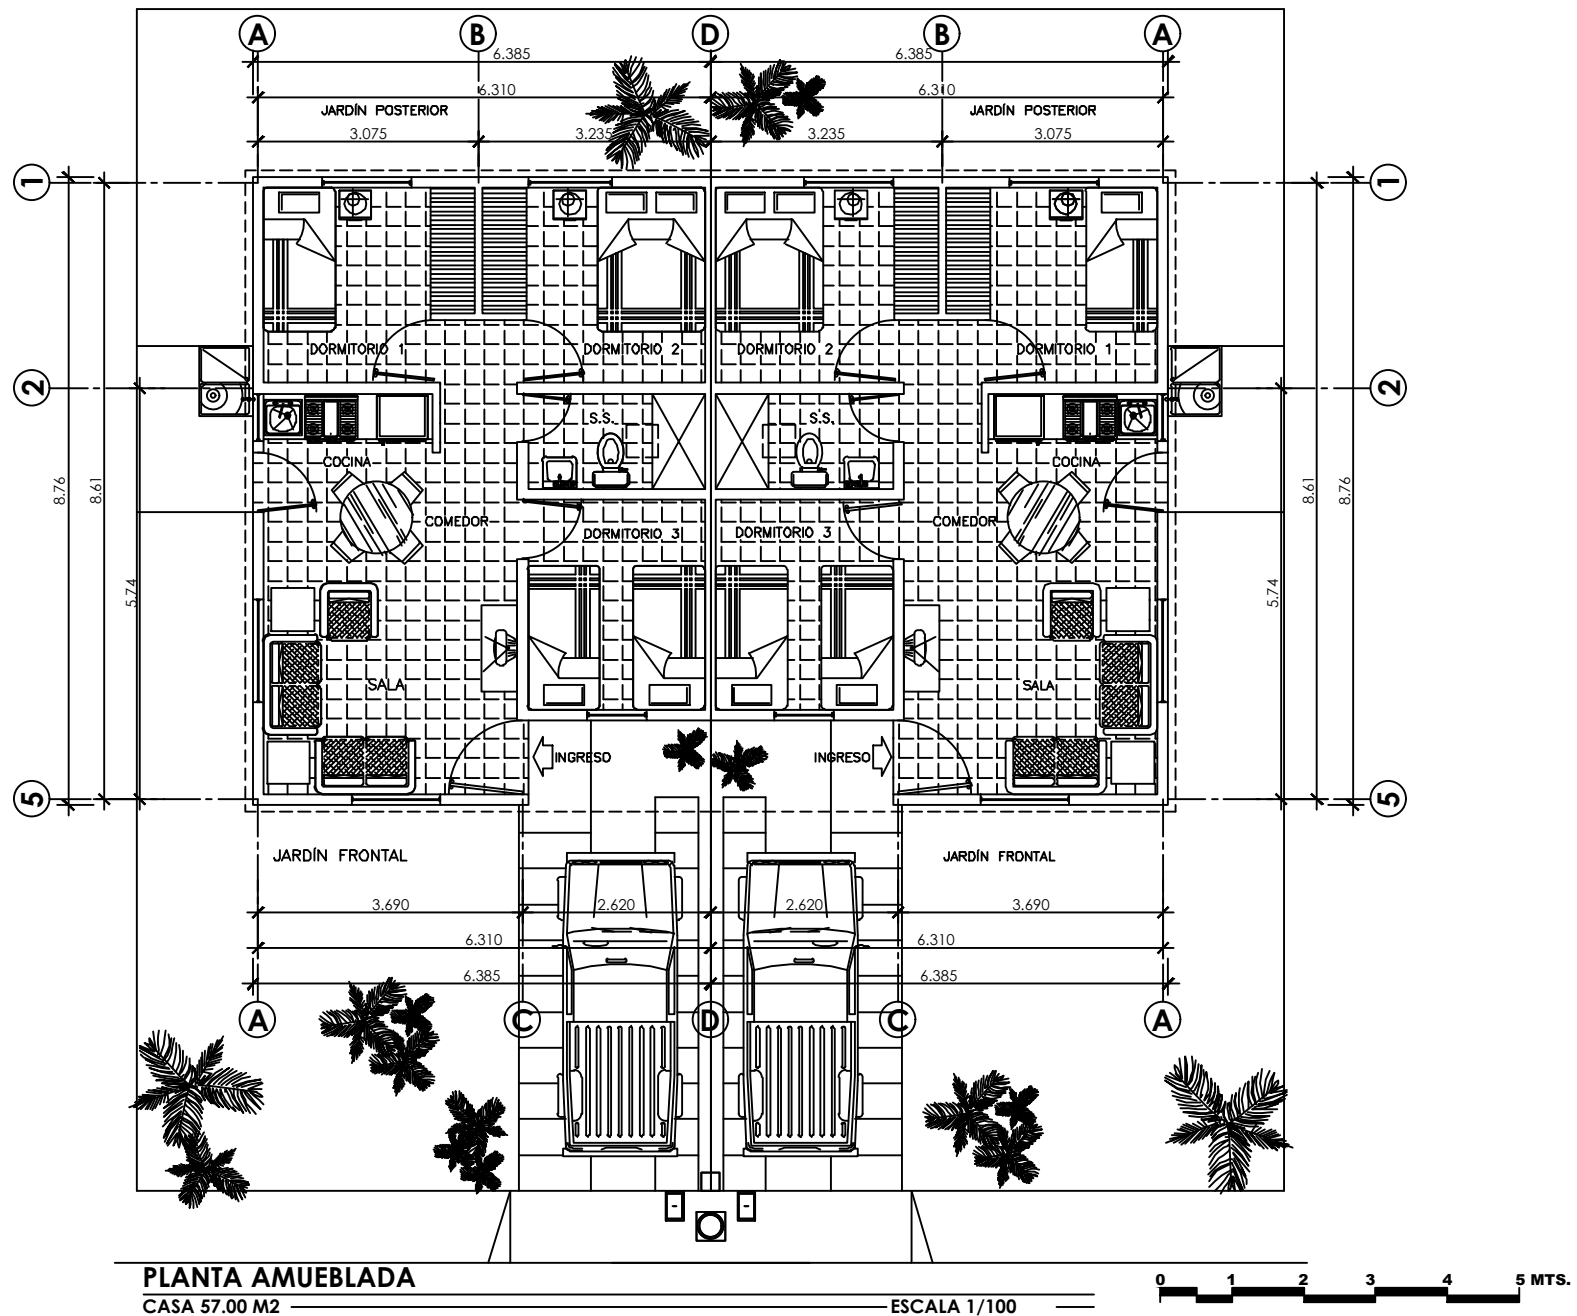 A B D B A
6.385 6.385
6.310 6.310
JARDÍN POSTERIOR JARDÍN POSTERIOR
3.075 3.235 3.235 3.075
1 1
DORMITORIO 1 DORMITORIO 2 DORMITORIO 2 DORMITORIO 1
2 2
S.S. S.S.
COCINA COCINA
8.76 8.61 8.61 8.76
COMEDOR COMEDOR
DORMITORIO 3 DORMITORIO 3
5.74 5.74
SALA SALA
INGRESO INGRESO
5 5
JARDÍN FRONTAL JARDÍN FRONTAL
3.690 2.620 2.620 3.690
6.310 6.310
6.385 6.385
A C D C A
PLANTA AMUEBLADA
CASA 57.00 M2 ESCALA 1/100
0 1 2 3 4 5 MTS.